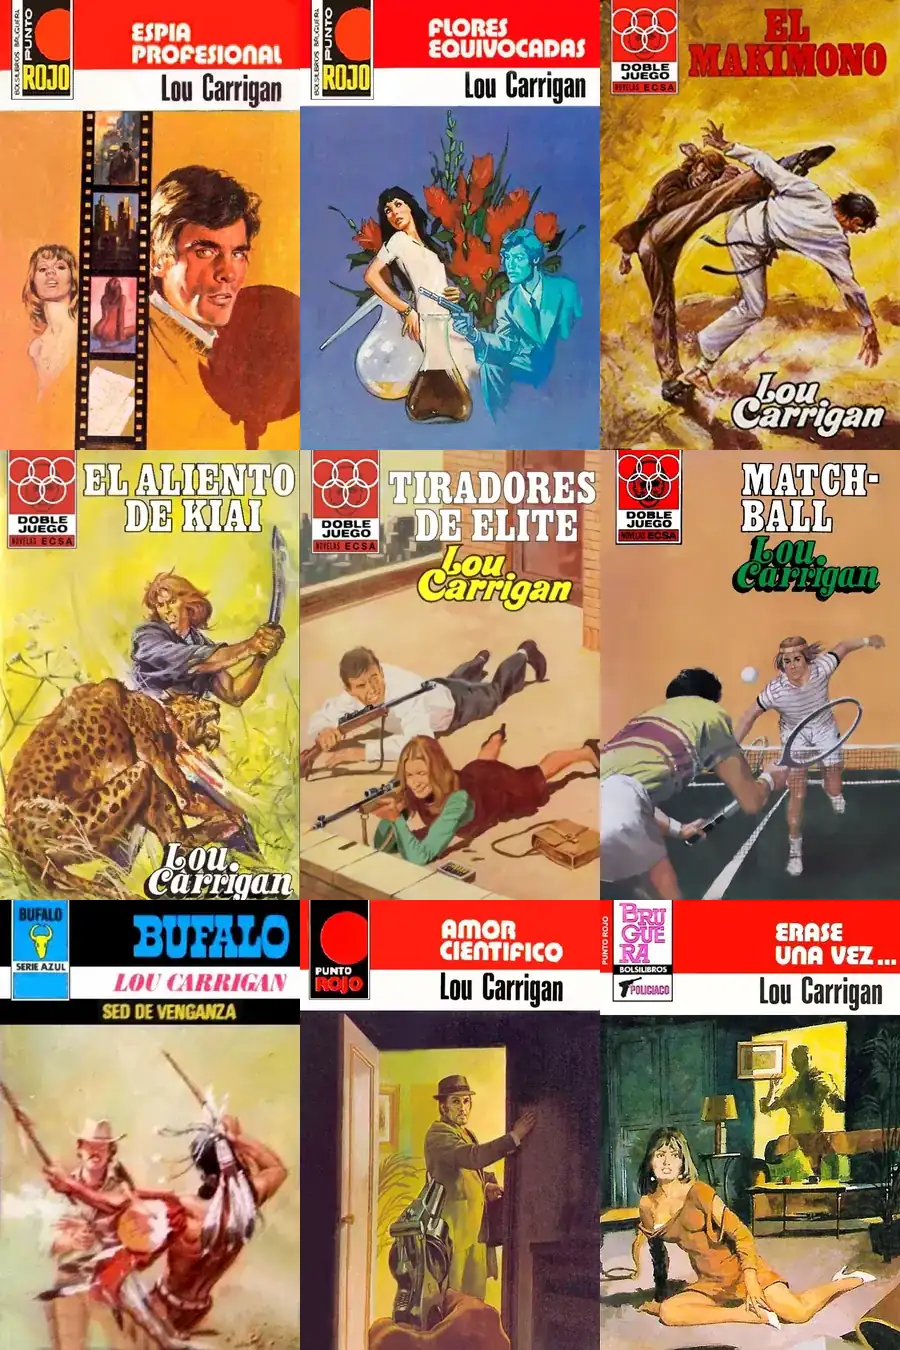 BOLSILIBROS BRUGUERA
PUNTO
ROJO
ESPIA
PROFESIONAL
Lou Carrigan
BOLSILIBROS BRUGUERA
PUNTO
ROJO
FLORES
EQUIVOCADAS
Lou Carrigan
DOBLE
JUEGO
NOVELAS ECSA
EL
MAKIMONO
Lou
Carrigan
DOBLE
JUEGO
NOVELAS ECSA
EL ALIENTO
DE KIAI
Lou
Carrigan
DOBLE
JUEGO
NOVELAS ECSA
TIRADORES
DE ELITE
Lou
Carrigan
DOBLE
JUEGO
NOVELAS ECSA
MATCH-
BALL
Lou
Carrigan
BUFALO
SERIE AZUL
BUFALO
LOU CARRIGAN
SED DE VENGANZA
PUNTO
ROJO
AMOR
CIENTIFICO
Lou Carrigan
PUNTO ROJO
BRU
GUE
RA
BOLSILIBROS
POLICIACO
ERASE
UNA VEZ...
Lou Carrigan